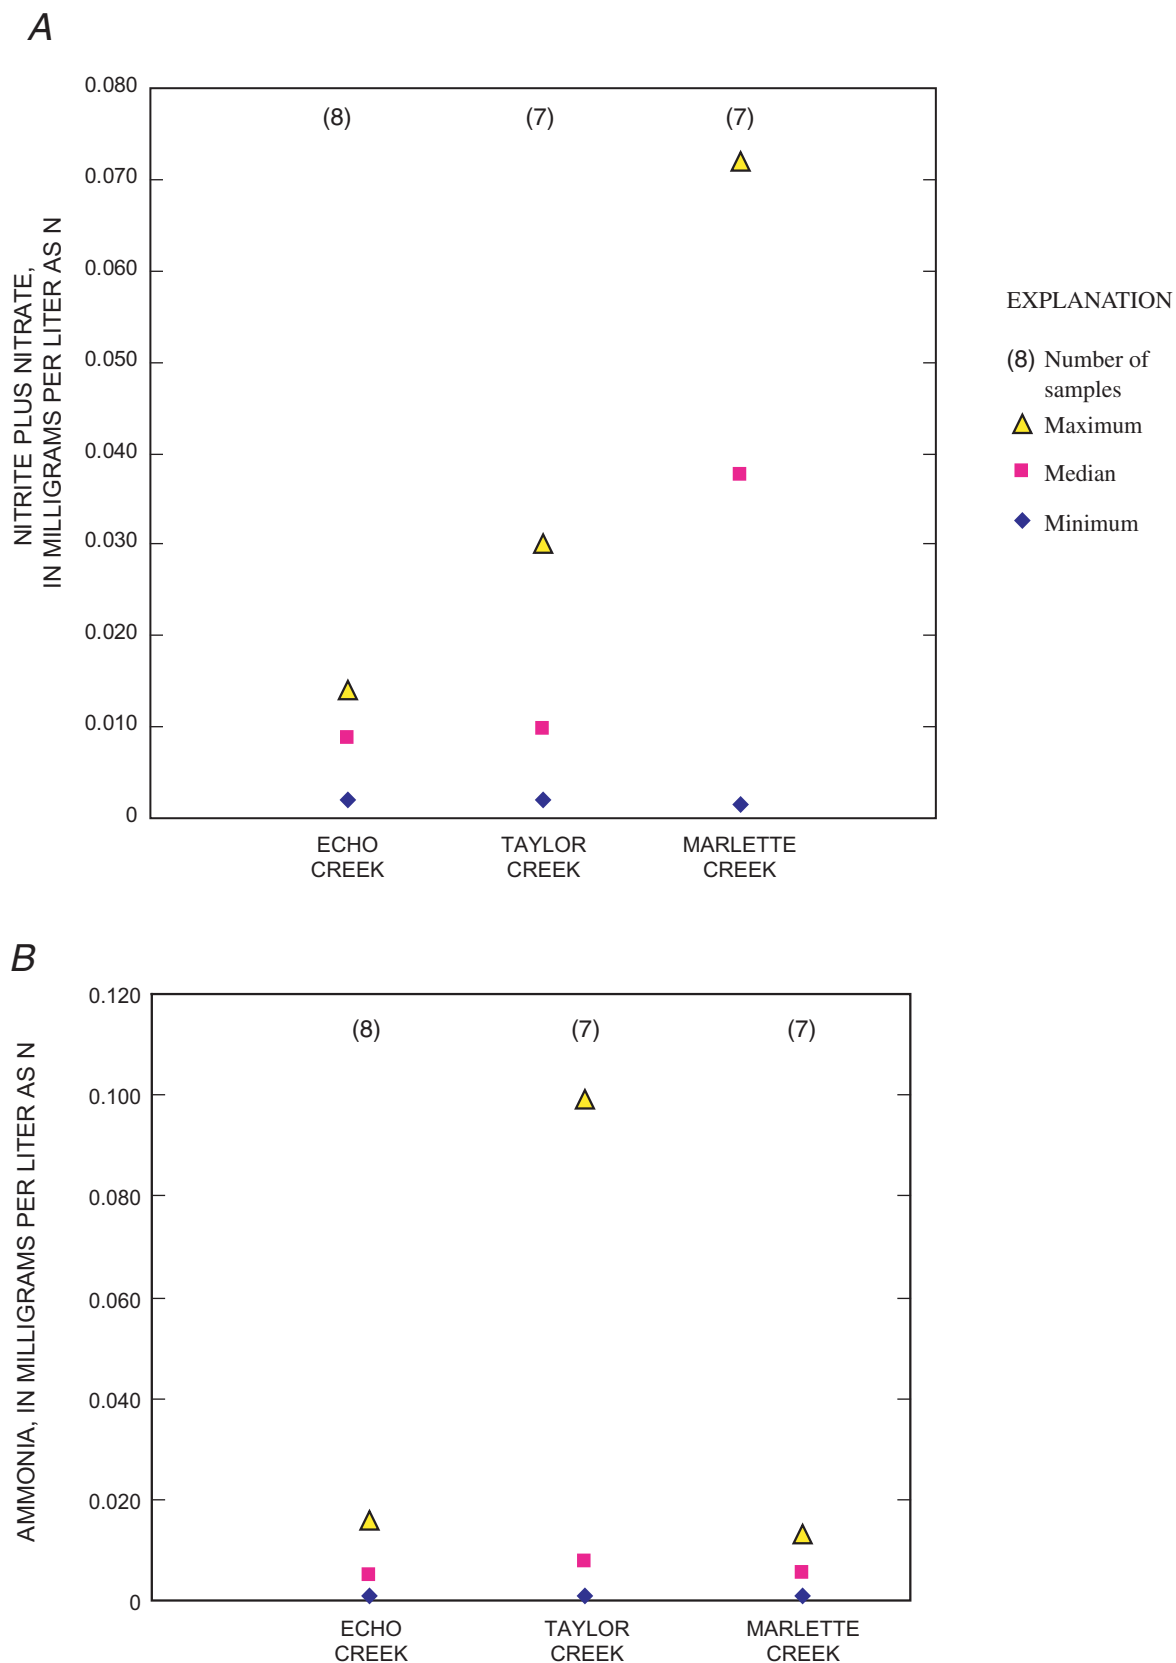 A
0.080
0.070
0.060
0.050
0.040
0.030
0.020
0.010
0
NITRITE PLUS NITRATE,
IN MILLIGRAMS PER LITER AS N
(8)
(7)
(7)
ECHO
CREEK
TAYLOR
CREEK
MARLETTE
CREEK
EXPLANATION
(8) Number of
samples
Maximum
Median
Minimum
B
0.120
0.100
0.080
0.060
0.040
0.020
0
AMMONIA, IN MILLIGRAMS PER LITER AS N
(8)
(7)
(7)
ECHO
CREEK
TAYLOR
CREEK
MARLETTE
CREEK